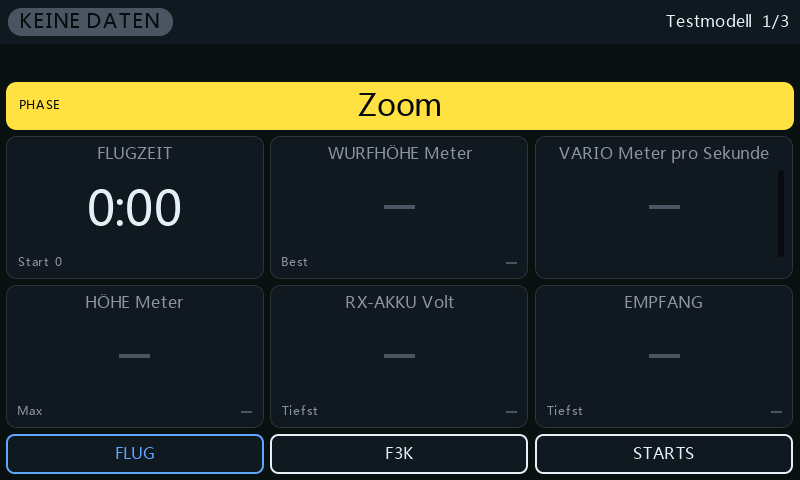 KEINE DATEN
Testmodell 1/3
PHASE
Zoom
FLUGZEIT
0:00
Start 0
WURFHÖHE Meter
—
Best —
VARIO Meter pro Sekunde
—
HÖHE Meter
—
Max —
RX-AKKU Volt
—
Tiefst —
EMPFANG
—
Tiefst —
FLUG
F3K
STARTS